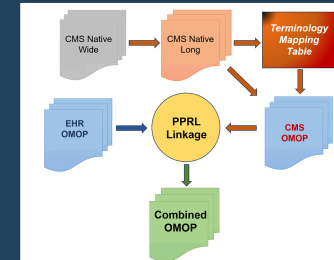 CMS Native
Wide
CMS Native
Long
Terminology
Mapping
Table
EHR
OMOP
PPRL
Linkage
CMS
OMOP
Combined
OMOP